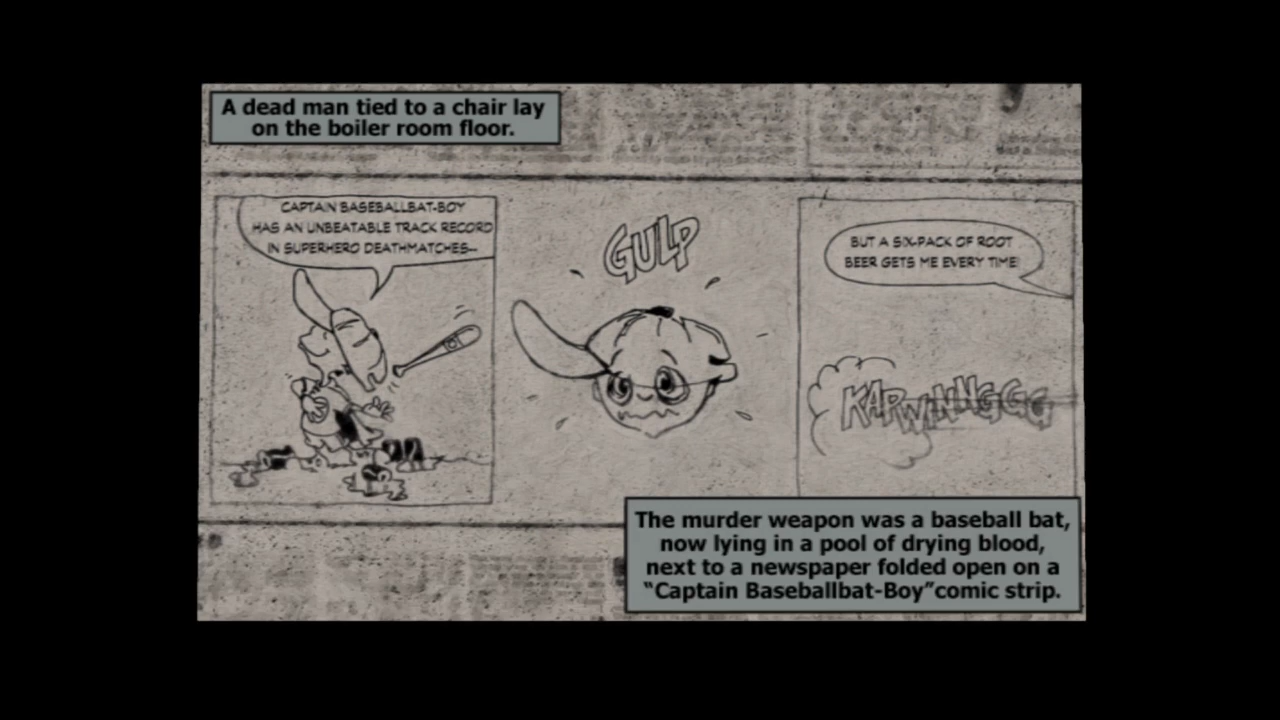 A dead man tied to a chair lay
on the boiler room floor.
CAPTAIN BASEBALLBAT-BOY
HAS AN UNBEATABLE TRACK RECORD
IN SUPERHERO DEATHMATCHES--
GULP
BUT A SIX-PACK OF ROOT
BEER GETS ME EVERY TIME!
KAPWINNGGG
The murder weapon was a baseball bat,
now lying in a pool of drying blood,
next to a newspaper folded open on a
“Captain Baseballbat-Boy”comic strip.